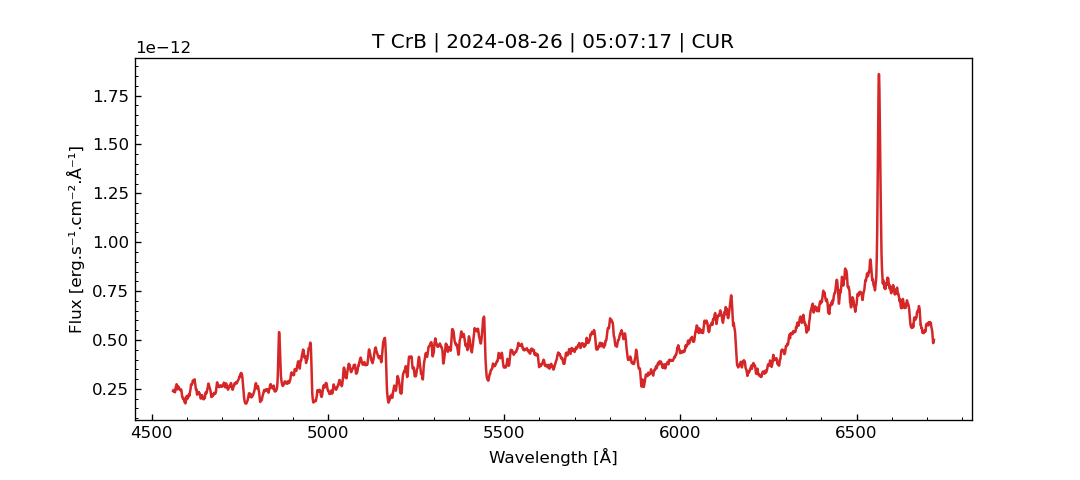 T CrB | 2024-08-26 | 05:07:17 | CUR
1e−12
1.75
1.50
1.25
1.00
0.75
0.50
0.25
Flux [erg.s⁻¹.cm⁻².Å⁻¹]
4500 5000 5500 6000 6500
Wavelength [Å]